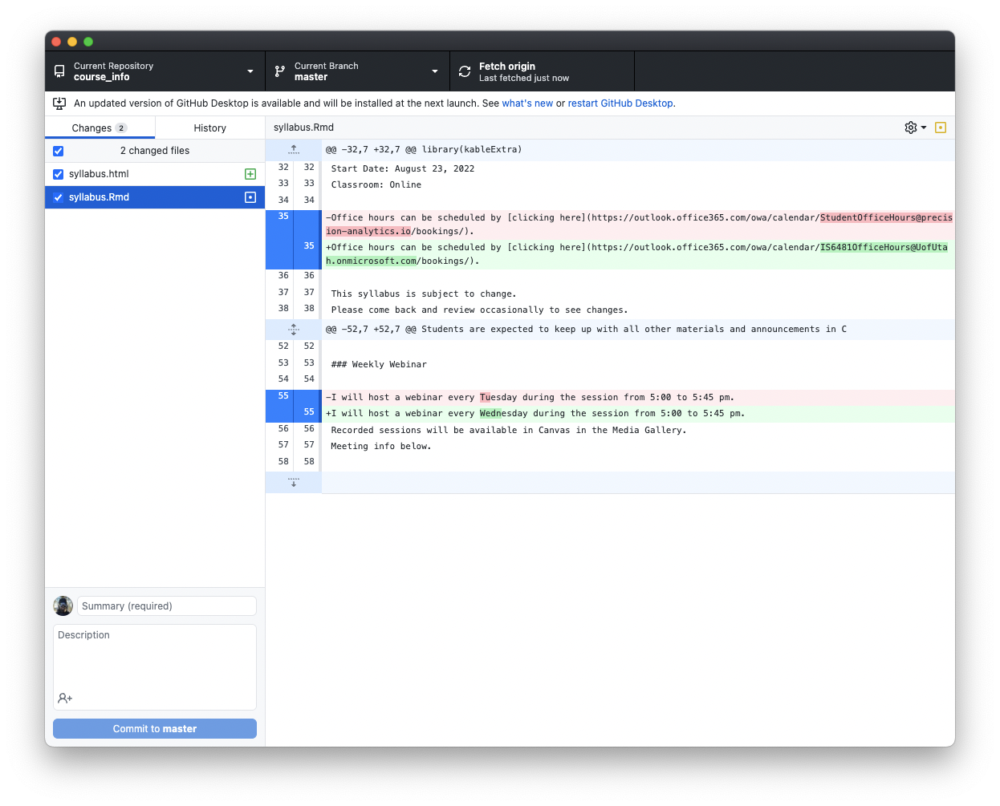 Current Repository
course_info
Current Branch
master
Fetch origin
Last fetched just now
An updated version of GitHub Desktop is available and will be installed at the next launch. See what's new or restart GitHub Desktop.
Changes 2
History
syllabus.Rmd
2 changed files
syllabus.html
syllabus.Rmd
@@ -32,7 +32,7 @@ library(kableExtra)
32 32 Start Date: August 23, 2022
33 33 Classroom: Online
34 34
35 -Office hours can be scheduled by [clicking here](https://outlook.office365.com/owa/calendar/StudentOfficeHours@precis
ion-analytics.io/bookings/).
35 +Office hours can be scheduled by [clicking here](https://outlook.office365.com/owa/calendar/IS6481OfficeHours@UofUta
h.onmicrosoft.com/bookings/).
36 36
37 37 This syllabus is subject to change.
38 38 Please come back and review occasionally to see changes.
@@ -52,7 +52,7 @@ Students are expected to keep up with all other materials and announcements in C
52 52
53 53 ### Weekly Webinar
54 54
55 -I will host a webinar every Tuesday during the session from 5:00 to 5:45 pm.
55 +I will host a webinar every Wednesday during the session from 5:00 to 5:45 pm.
56 56 Recorded sessions will be available in Canvas in the Media Gallery.
57 57 Meeting info below.
58 58
Summary (required)
Description
Commit to master